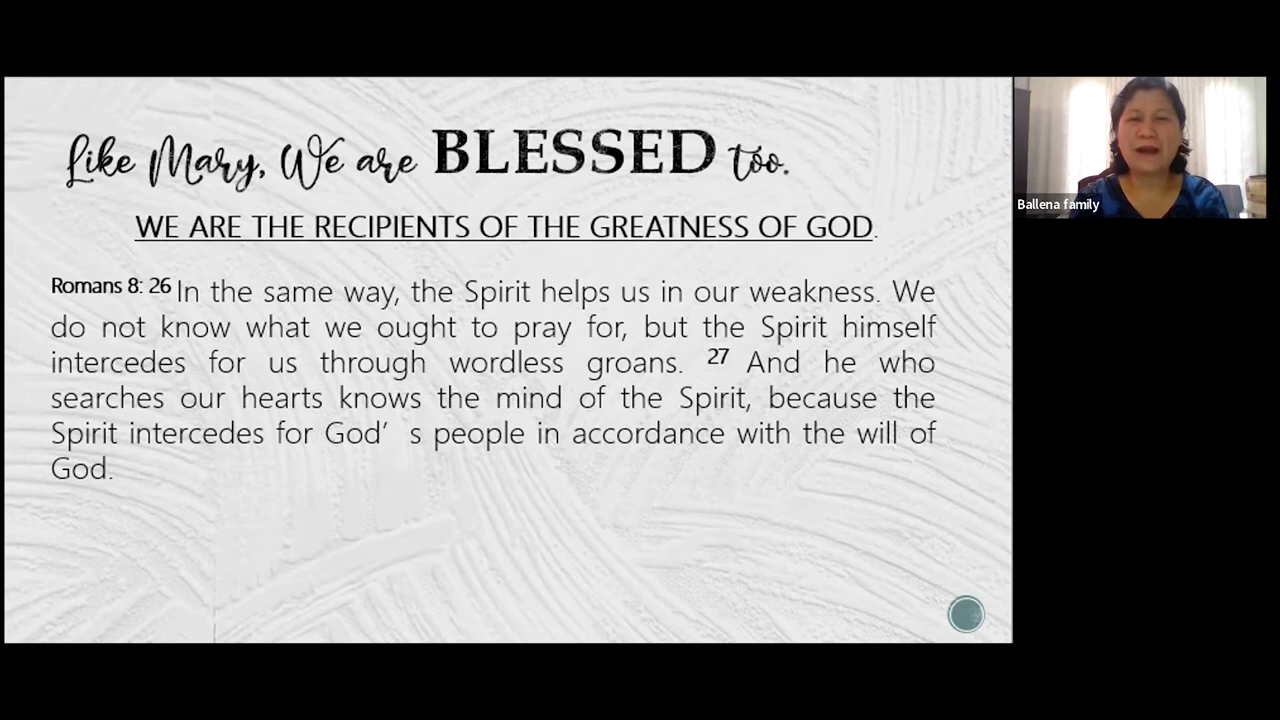 Like Mary, We are BLESSED too.
WE ARE THE RECIPIENTS OF THE GREATNESS OF GOD.
Romans 8: 26 In the same way, the Spirit helps us in our weakness. We
do not know what we ought to pray for, but the Spirit himself
intercedes for us through wordless groans. 27 And he who
searches our hearts knows the mind of the Spirit, because the
Spirit intercedes for God’ s people in accordance with the will of
God.
Ballena family